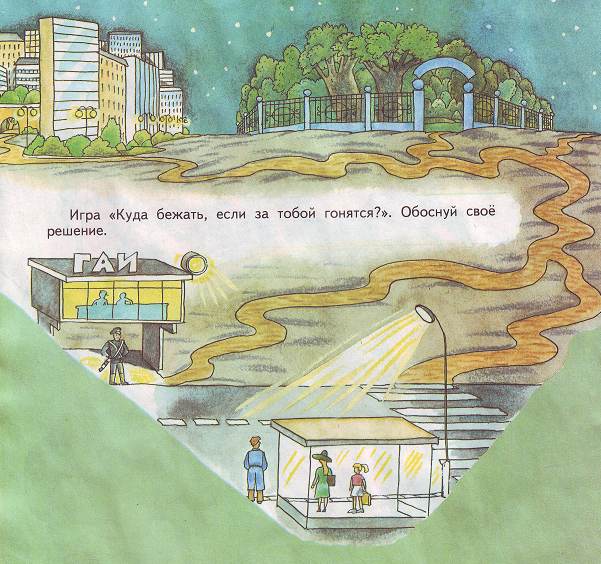 Игра «Куда бежать, если за тобой гонятся?». Обоснуй своё
решение.
ГАИ